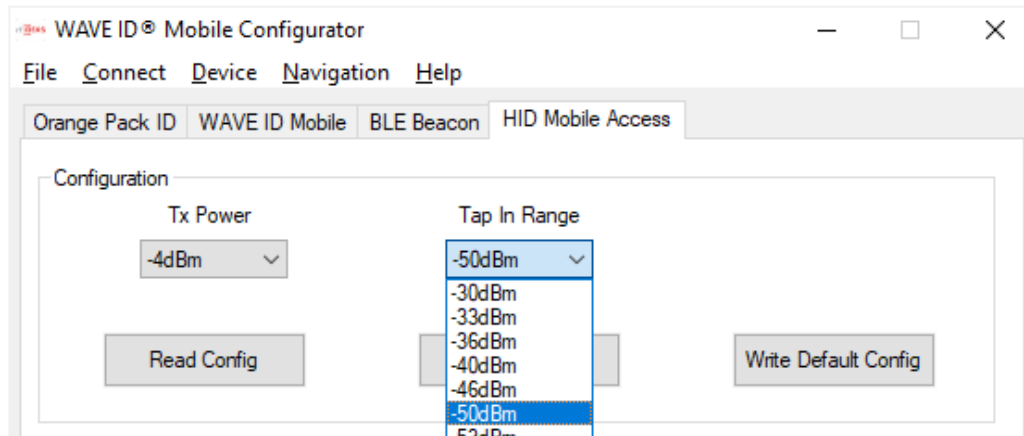 WAVE ID® Mobile Configurator
File Connect Device Navigation Help
Orange Pack ID WAVE ID Mobile BLE Beacon HID Mobile Access
Configuration
Tx Power Tap In Range
-4dBm -50dBm
-30dBm
-33dBm
-36dBm
-40dBm
-46dBm
-50dBm
Read Config Write Default Config